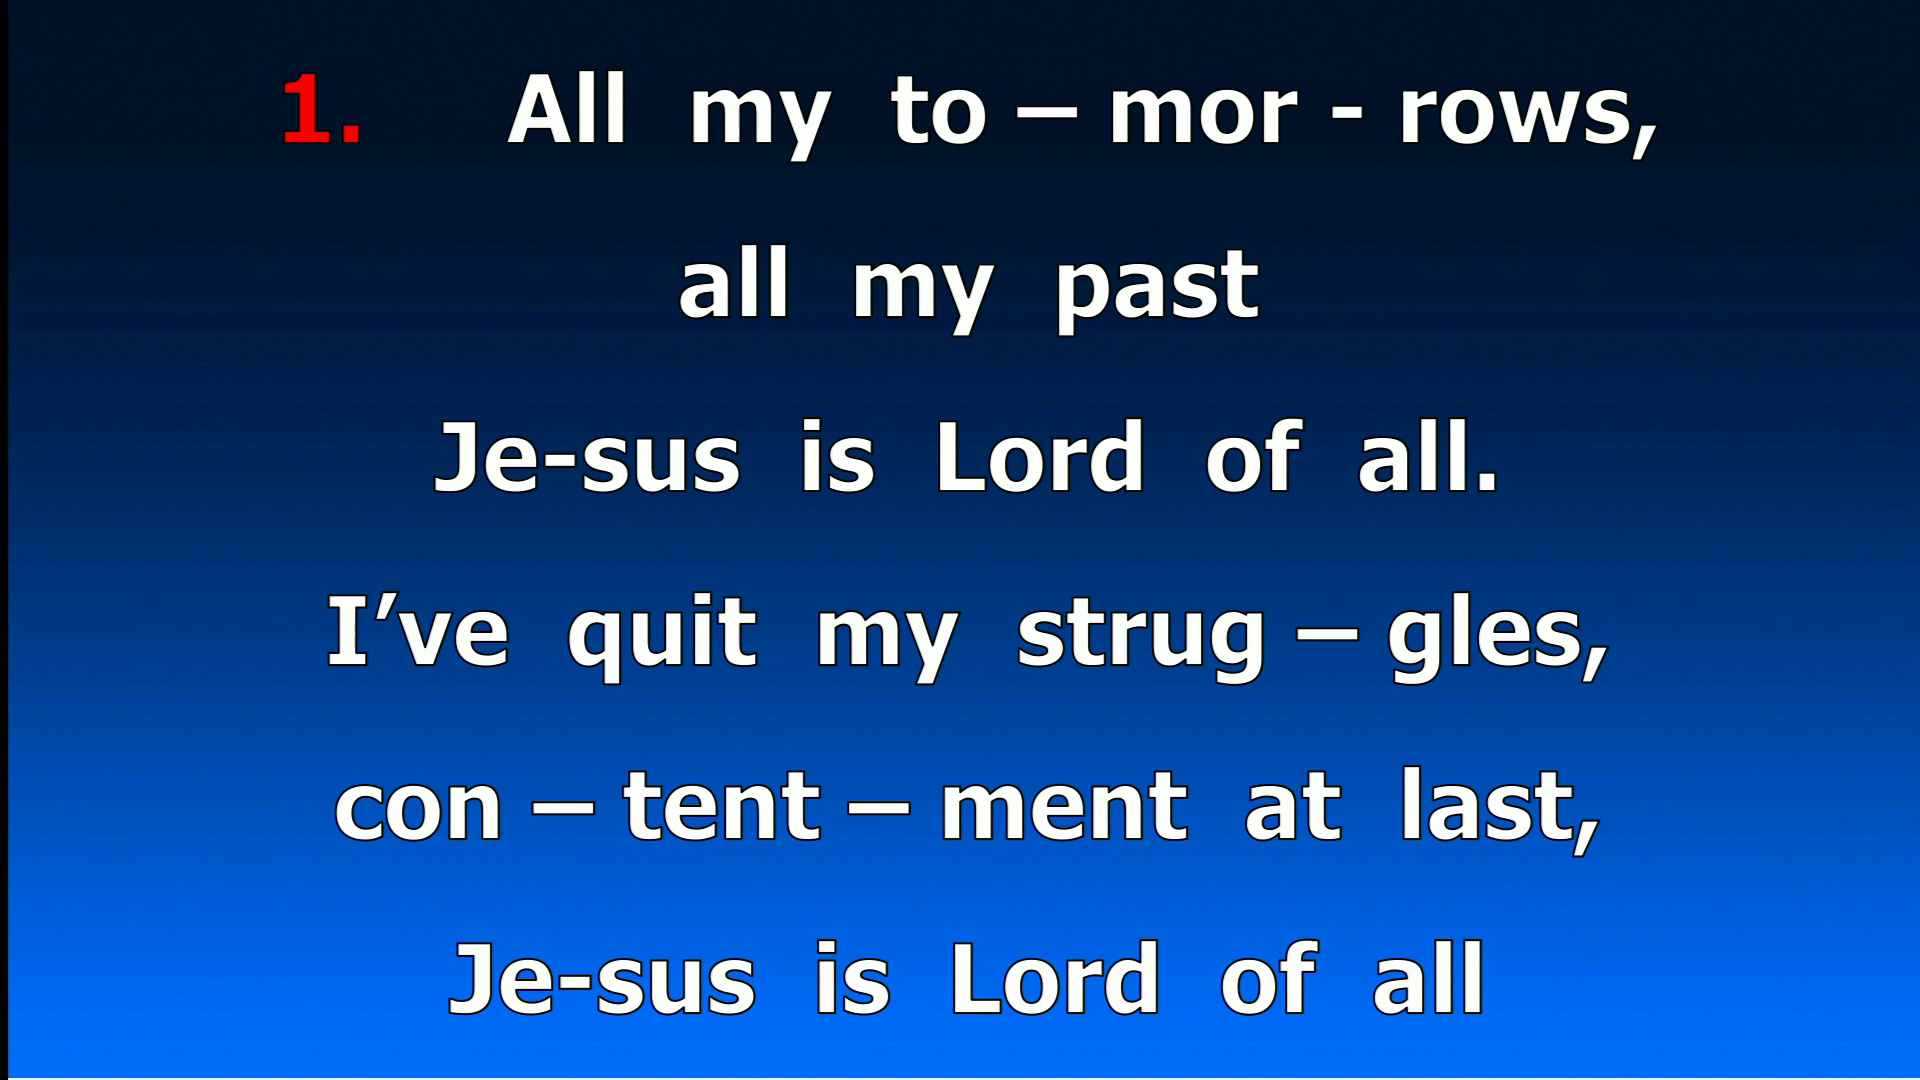 1. All my to – mor - rows,
all my past
Je-sus is Lord of all.
I’ve quit my strug – gles,
con – tent – ment at last,
Je-sus is Lord of all